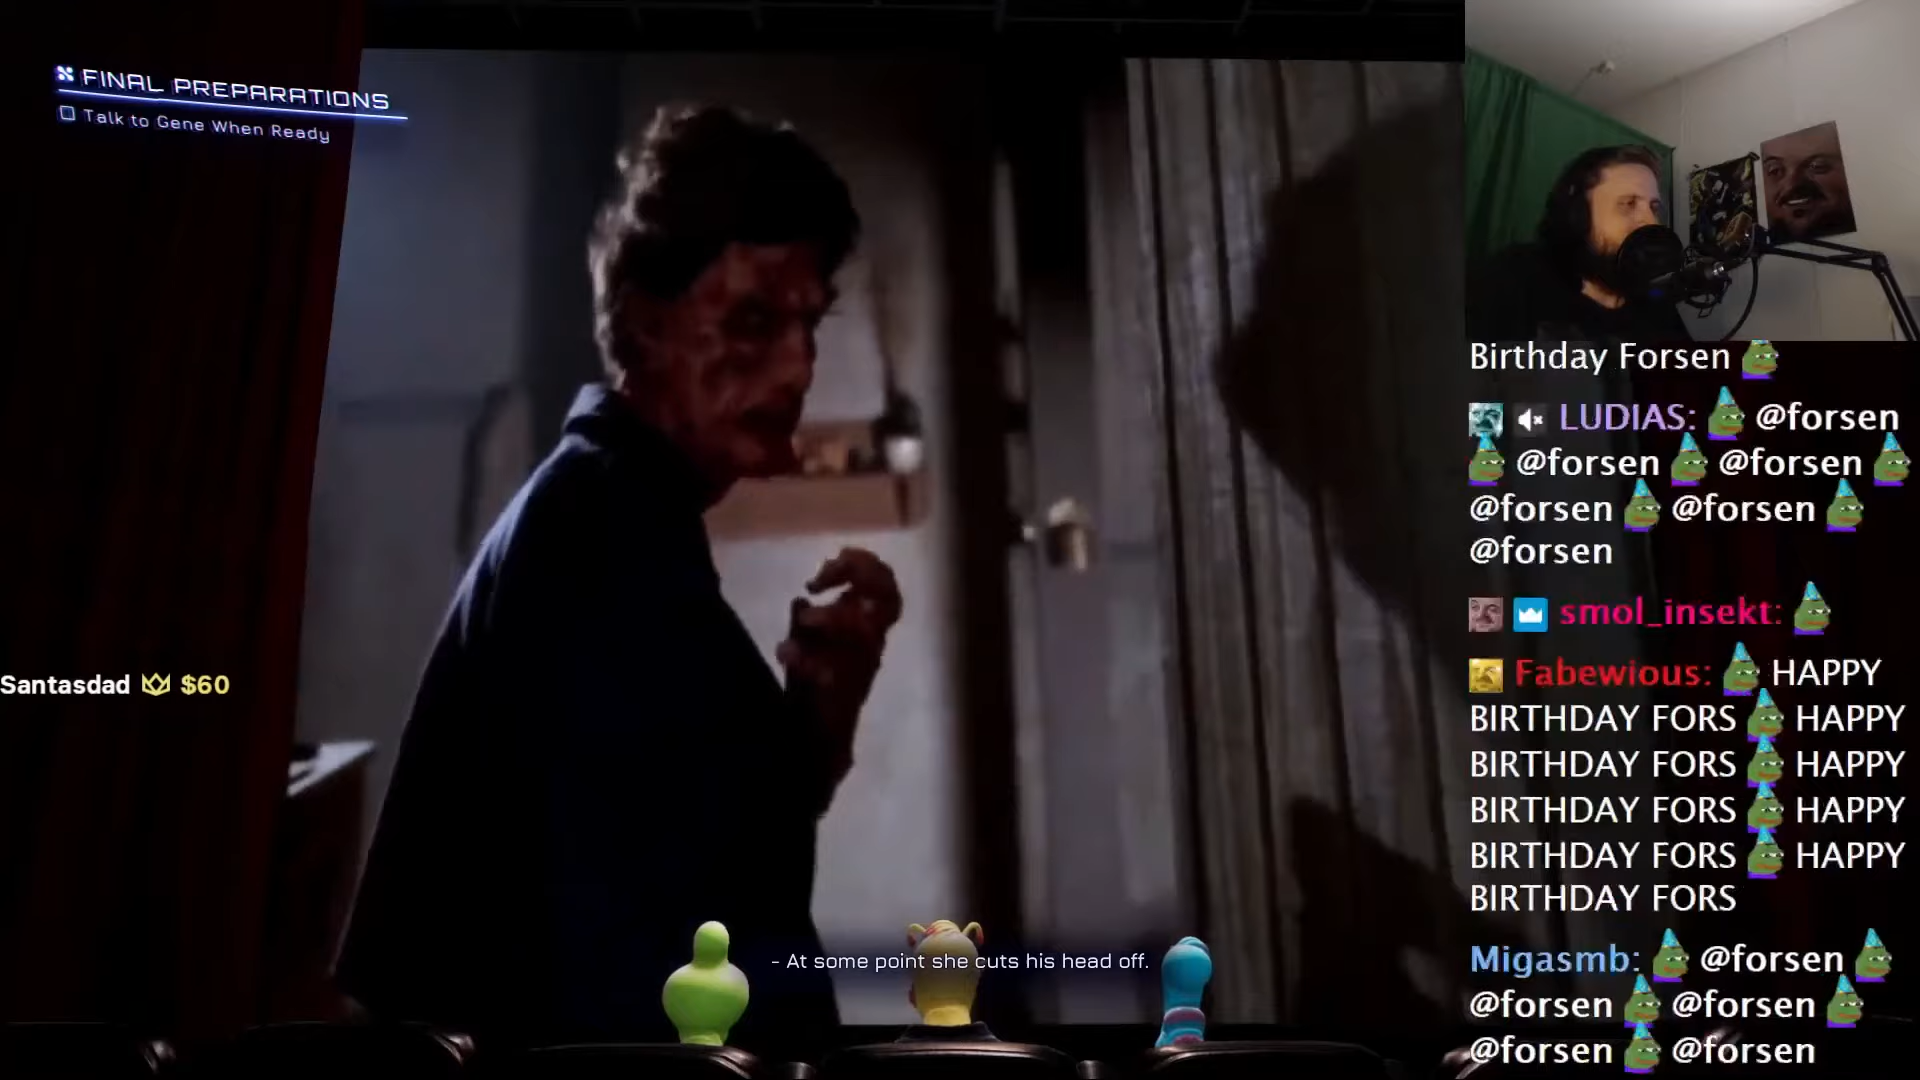 FINAL PREPARATIONS
Talk to Gene When Ready
Santasdad $60
- At some point she cuts his head off.
Birthday Forsen
LUDIAS: @forsen
@forsen @forsen
@forsen @forsen
@forsen
smol_insekt:
Fabewious: HAPPY
BIRTHDAY FORS HAPPY
BIRTHDAY FORS HAPPY
BIRTHDAY FORS HAPPY
BIRTHDAY FORS HAPPY
BIRTHDAY FORS
Migasmb: @forsen
@forsen @forsen
@forsen @forsen